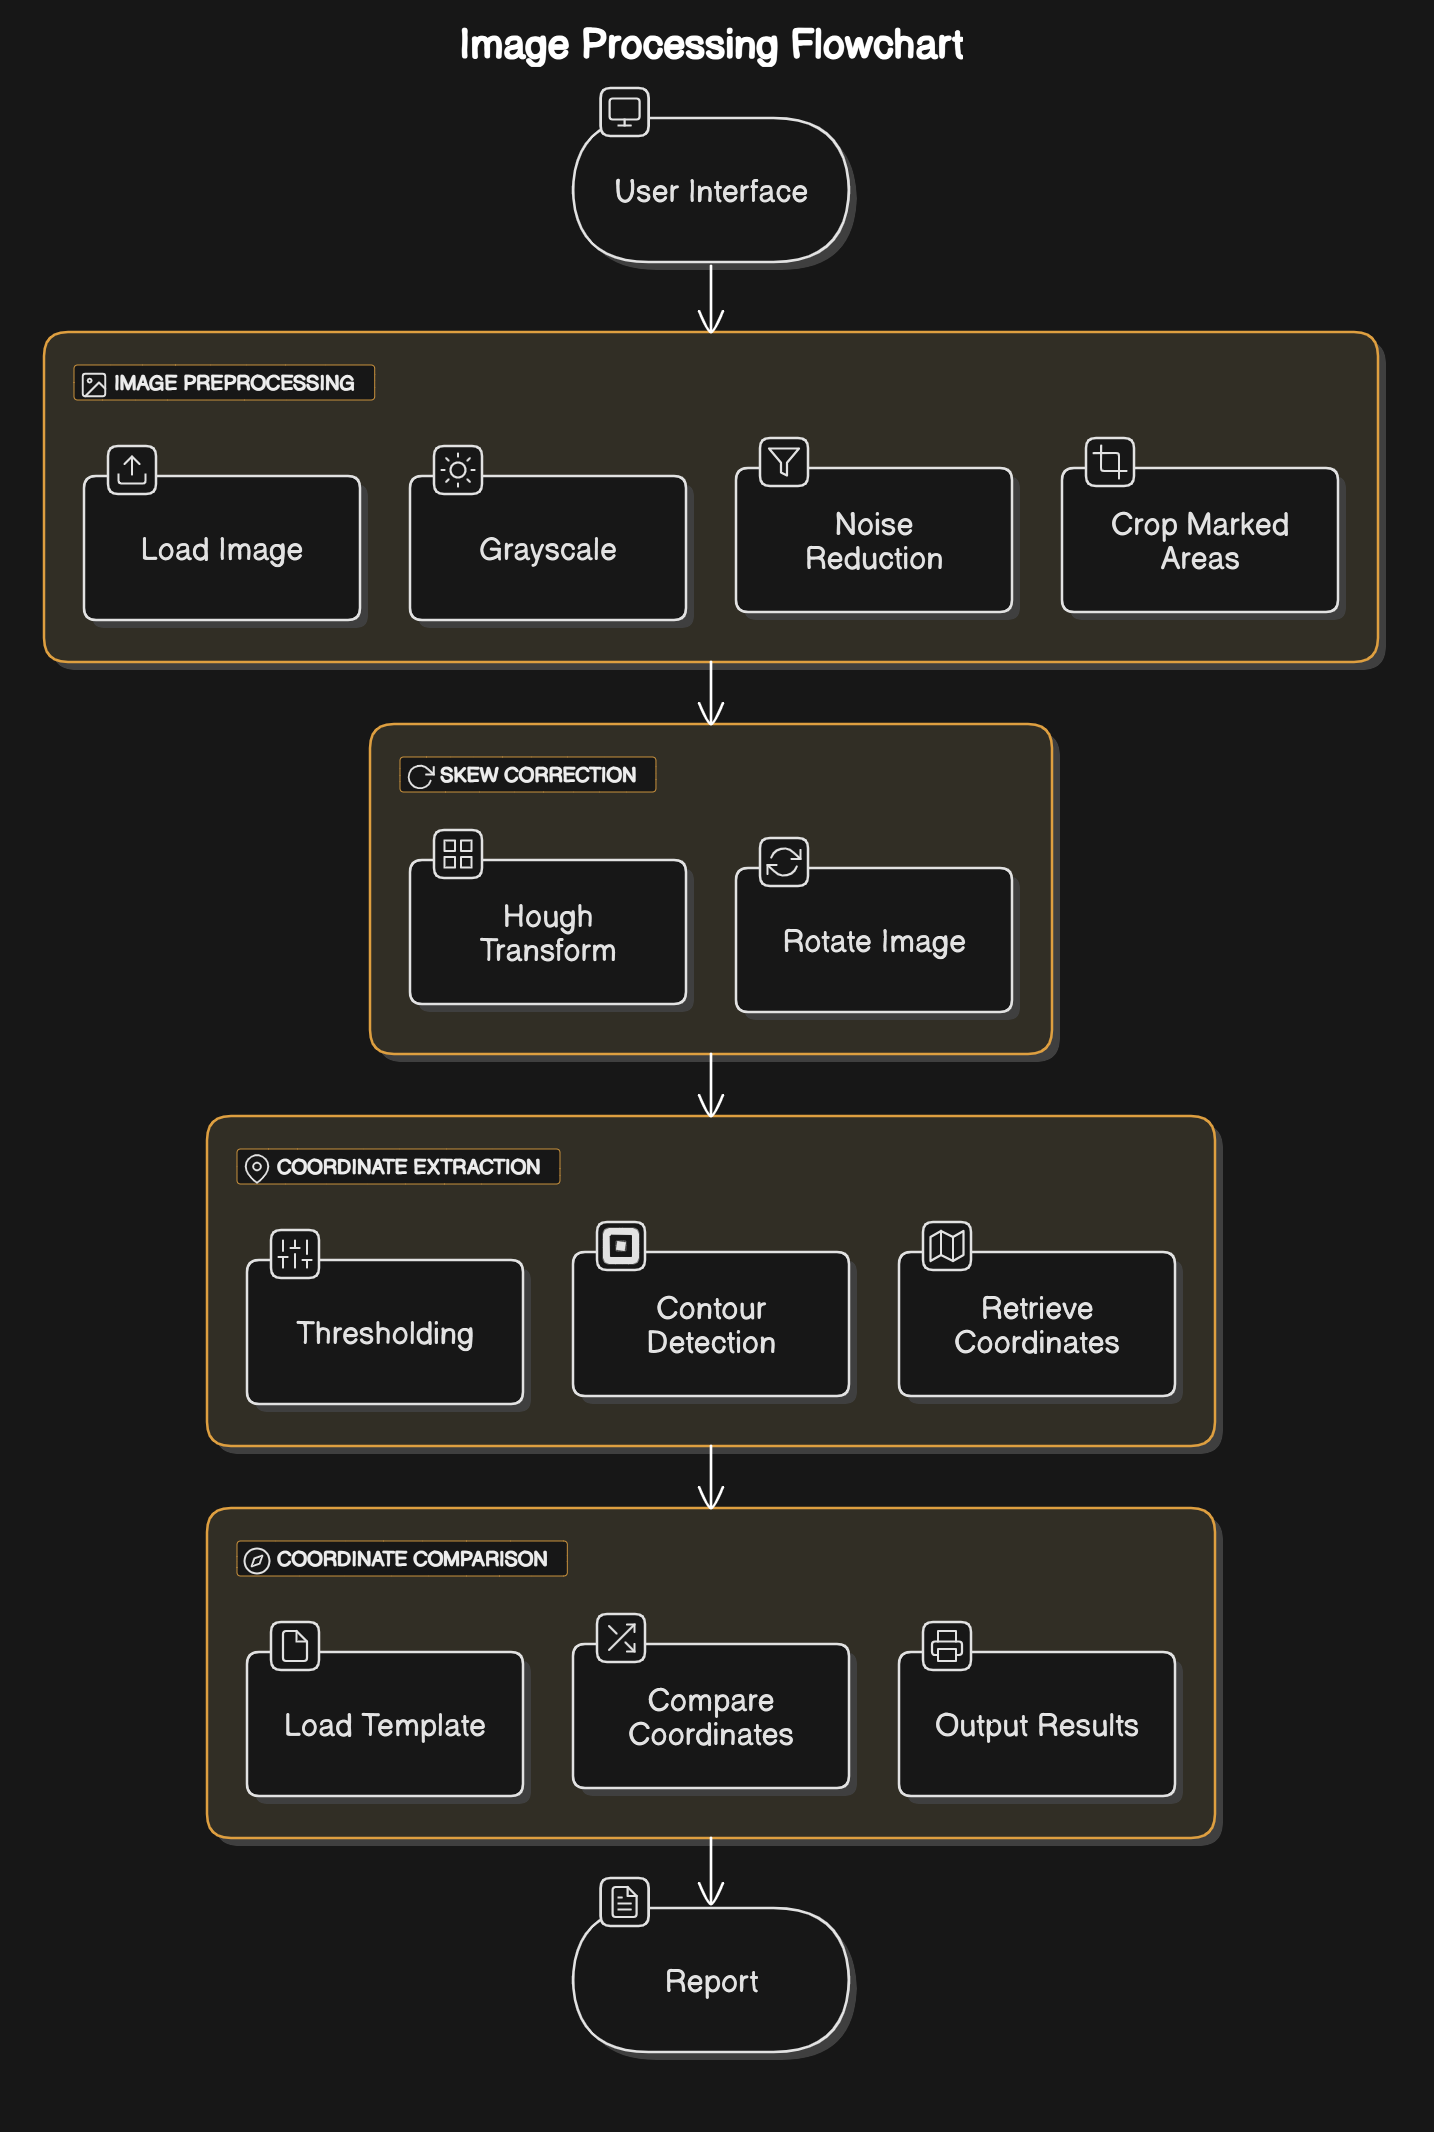 Image Processing Flowchart
User Interface
IMAGE PREPROCESSING
Load Image
Grayscale
Noise
Reduction
Crop Marked
Areas
SKEW CORRECTION
Hough
Transform
Rotate Image
COORDINATE EXTRACTION
Thresholding
Contour
Detection
Retrieve
Coordinates
COORDINATE COMPARISON
Load Template
Compare
Coordinates
Output Results
Report